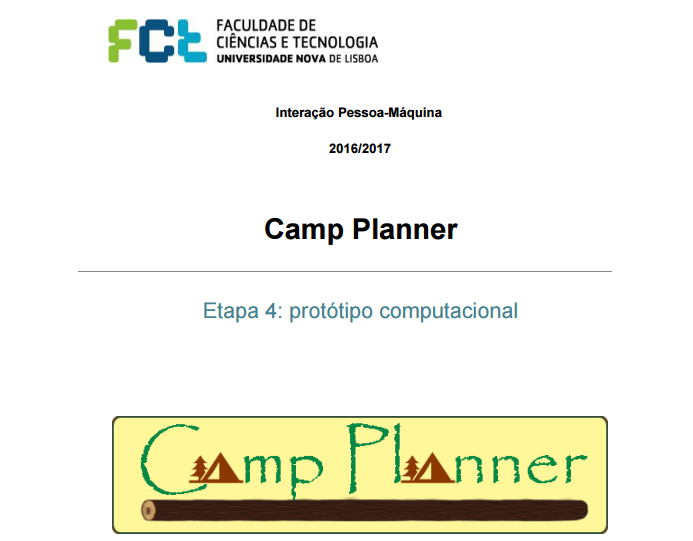 FCt
FACULDADE DE
CIÊNCIAS E TECNOLOGIA
UNIVERSIDADE NOVA DE LISBOA
Interação Pessoa-Máquina
2016/2017
Camp Planner
Etapa 4: protótipo computacional
Camp Planner